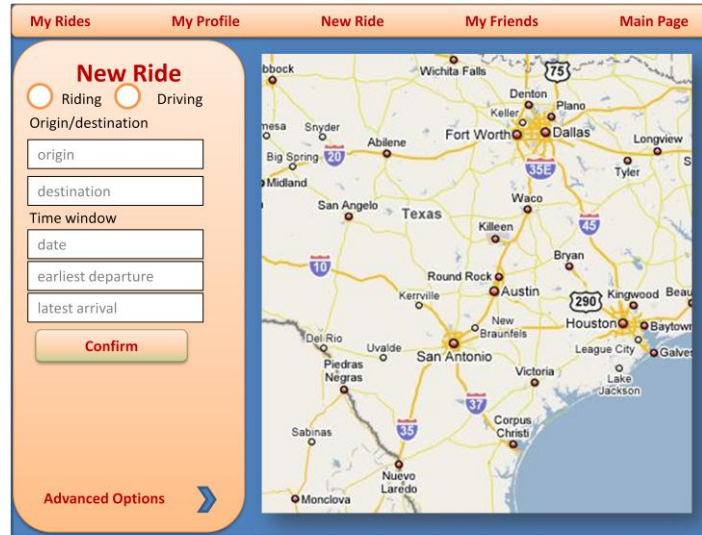 My Rides My Profile New Ride My Friends Main Page
New Ride
Riding Driving
Origin/destination
origin
destination
Time window
date
earliest departure
latest arrival
Confirm
Advanced Options
bbock
Wichita Falls
75
Denton
Plano
Keller
mesa
Snyder
Fort Worth
Dallas
Abilene
Longview
Big Spring
20
35E
S
Tyler
Midland
San Angelo
Texas
Waco
45
Killeen
Bryan
10
Round Rock
Kerrville
Austin
290
Kingwood
Beau
New
Braunfels
Houston
Baytown
Del Rio
Uvalde
San Antonio
League City
Galves
Piedras
Negras
Victoria
Lake
Jackson
37
35
Corpus
Christi
Sabinas
Nuevo
Laredo
Monclova